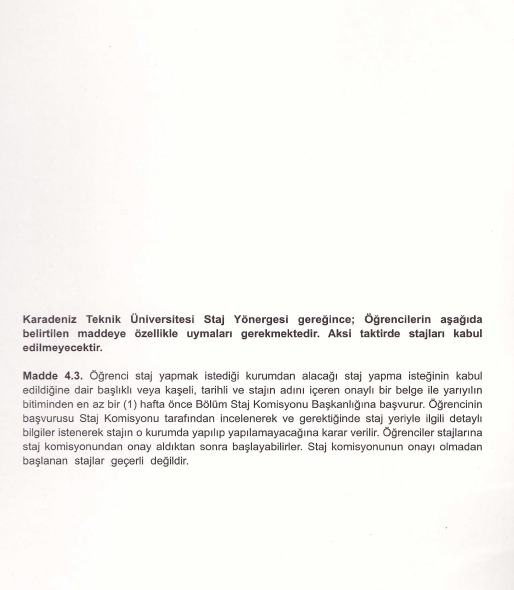 Karadeniz Teknik Üniversitesi Staj Yönergesi gereğince; Öğrencilerin aşağıda
belirtilen maddeye özellikle uymaları gerekmektedir. Aksi taktirde stajları kabul
edilmeyecektir.
Madde 4.3. Öğrenci staj yapmak istediği kurumdan alacağı staj yapma isteğinin kabul
edildiğine dair başlıklı veya kaşeli, tarihli ve stajın adını içeren onaylı bir belge ile yarıyılın
bitiminden en az bir (1) hafta önce Bölüm Staj Komisyonu Başkanlığına başvurur. Öğrencinin
başvurusu Staj Komisyonu tarafından incelenerek ve gerektiğinde staj yeriyle ilgili detaylı
bilgiler istenerek stajın o kurumda yapılıp yapılamayacağına karar verilir. Öğrenciler stajlarına
staj komisyonundan onay aldıktan sonra başlayabilirler. Staj komisyonunun onayı olmadan
başlanan stajlar geçerli değildir.